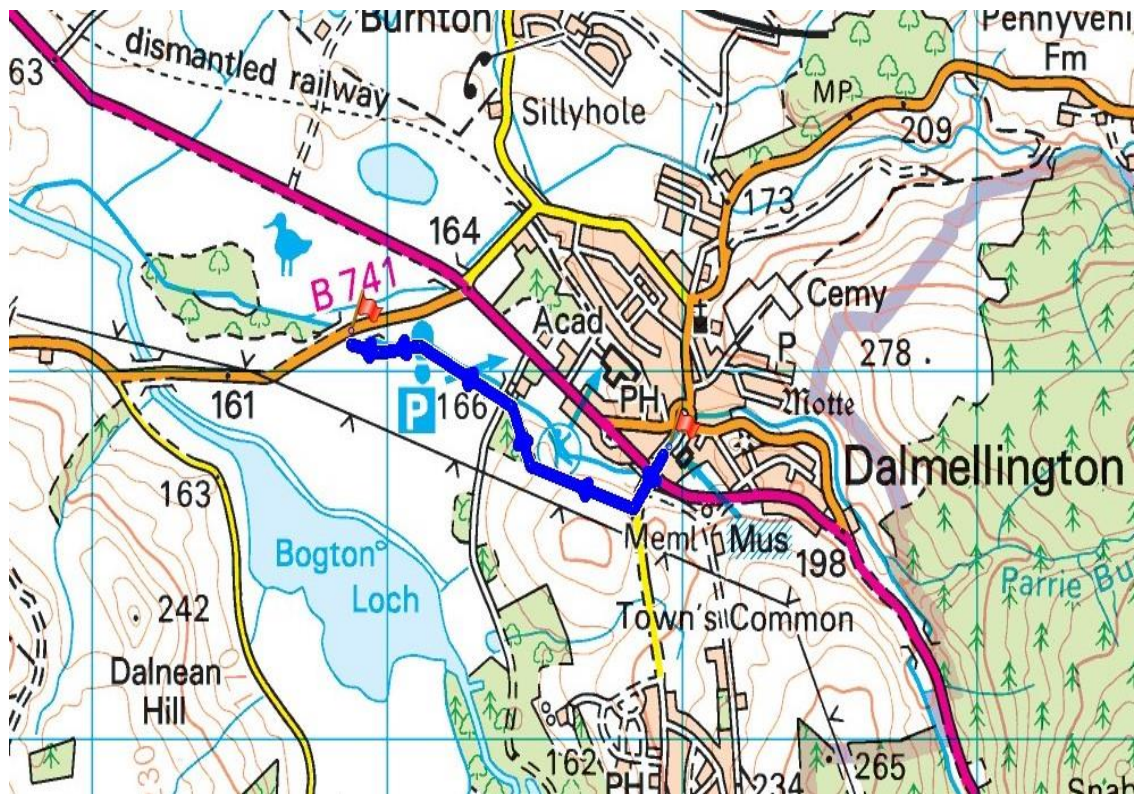 Burnton
Pennyveni
Fm
63
dismantled railway
MP
Sillyhole
209
173
164
B 741
Cemy
Acad
278
P
PH
Motte
P
166
161
Dalmellington
163
Meml
Mus
198
Bogton
Loch
Parrie Bu
242
Town's Common
Dalnean
Hill
162
265
PH
234